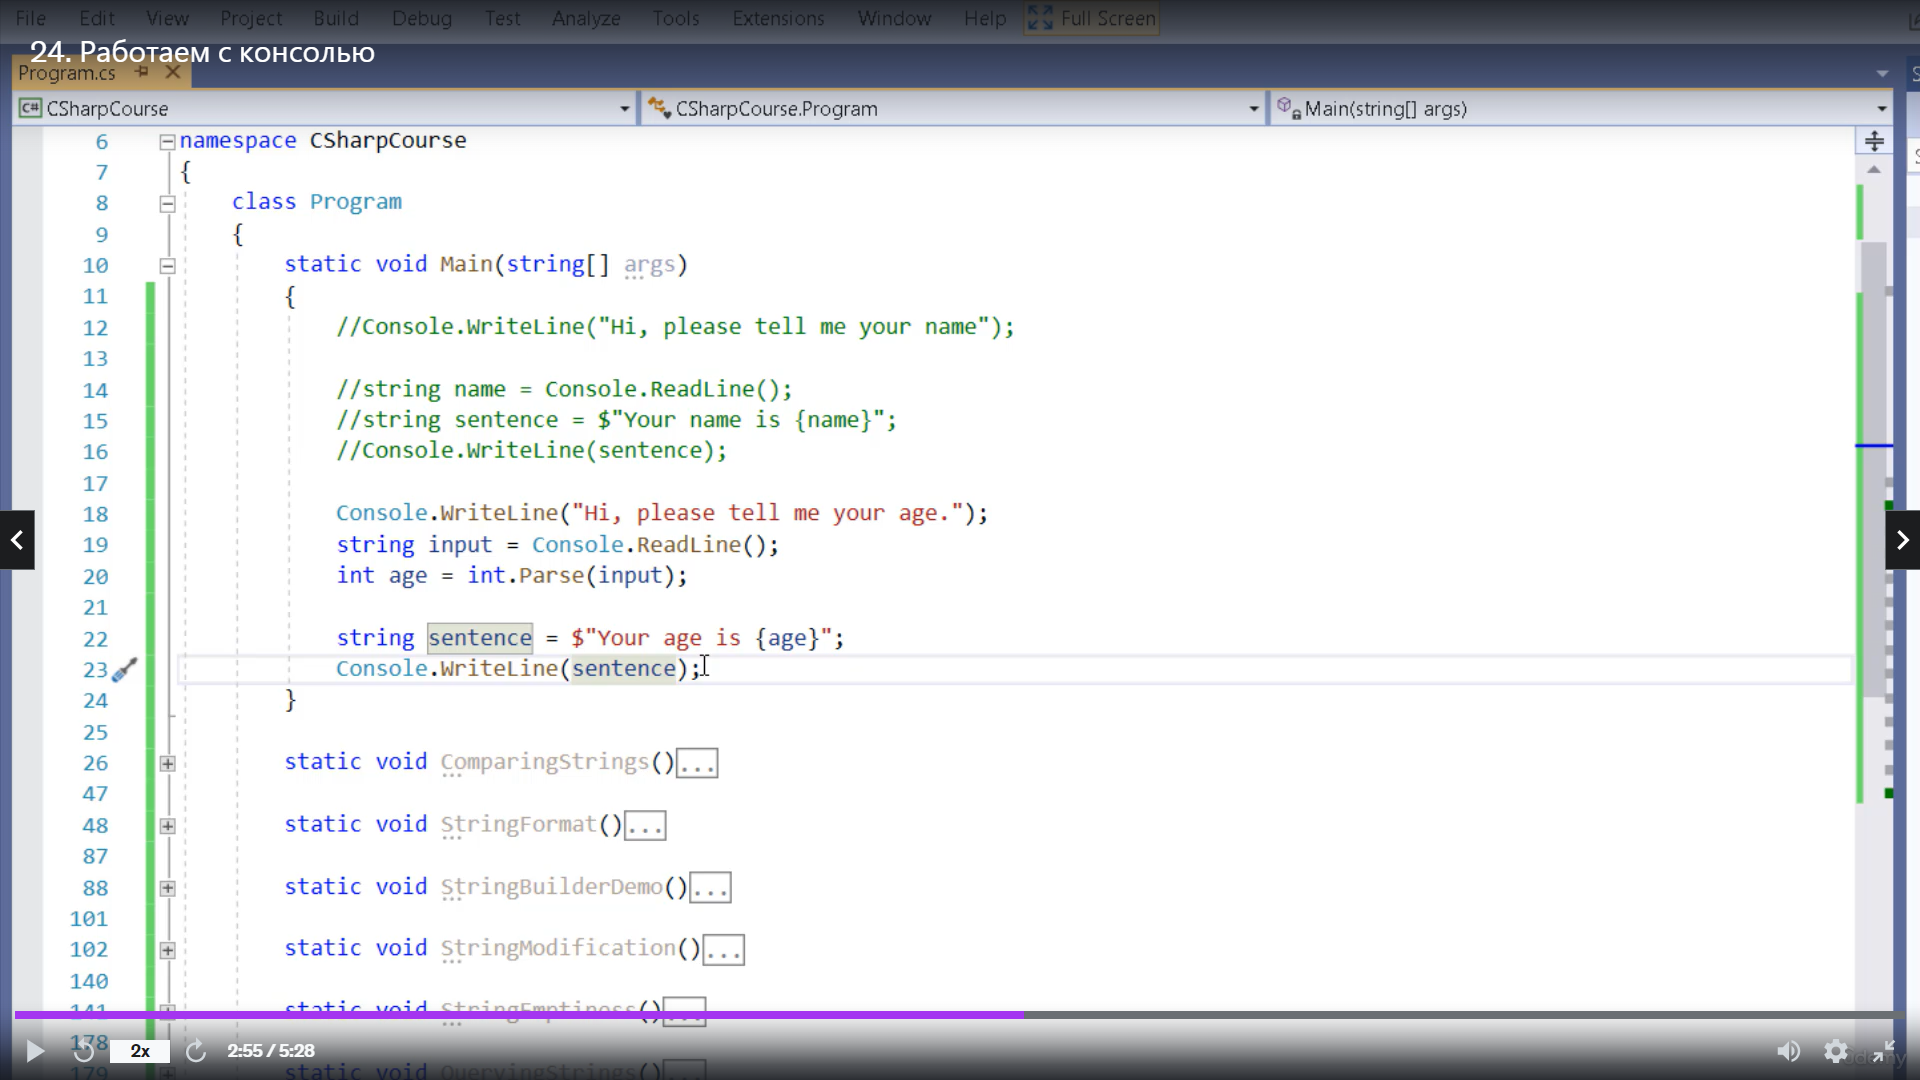 File Edit View Project Build Debug Test Analyze Tools Extensions Window Help Full Screen
24. Работаем с консолью
Program.cs
C# CSharpCourse CSharpCourse.Program Main(string[] args)
6 namespace CSharpCourse
7 {
8 class Program
9 {
10 static void Main(string[] args)
11 {
12 //Console.WriteLine("Hi, please tell me your name");
13
14 //string name = Console.ReadLine();
15 //string sentence = $"Your name is {name}";
16 //Console.WriteLine(sentence);
17
18 Console.WriteLine("Hi, please tell me your age.");
19 string input = Console.ReadLine();
20 int age = int.Parse(input);
21
22 string sentence = $"Your age is {age}";
23 Console.WriteLine(sentence);
24 }
25
26 static void ComparingStrings()...
47
48 static void StringFormat()...
87
88 static void StringBuilderDemo()...
101
102 static void StringModification()...
140
141 static void StringEmptiness()...
178
2x 2:55 / 5:28
179 static void QueryingStrings()...
udemy